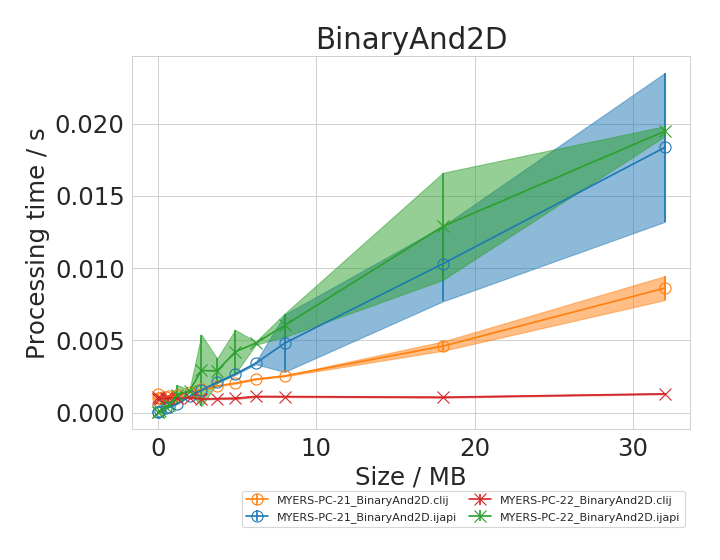 BinaryAnd2D
Processing time / s
0.020
0.015
0.010
0.005
0.000
0 10 20 30
Size / MB
MYERS-PC-21_BinaryAnd2D.clij MYERS-PC-22_BinaryAnd2D.clij
MYERS-PC-21_BinaryAnd2D.ijapi MYERS-PC-22_BinaryAnd2D.ijapi